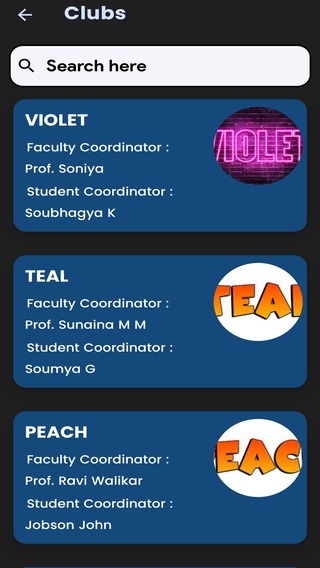 Clubs
Search here
VIOLET
VIOLET
Faculty Coordinator :
Prof. Soniya
Student Coordinator :
Soubhagya K
TEAL
TEAL
Faculty Coordinator :
Prof. Sunaina M M
Student Coordinator :
Soumya G
PEACH
EAC
Faculty Coordinator :
Prof. Ravi Walikar
Student Coordinator :
Jobson John